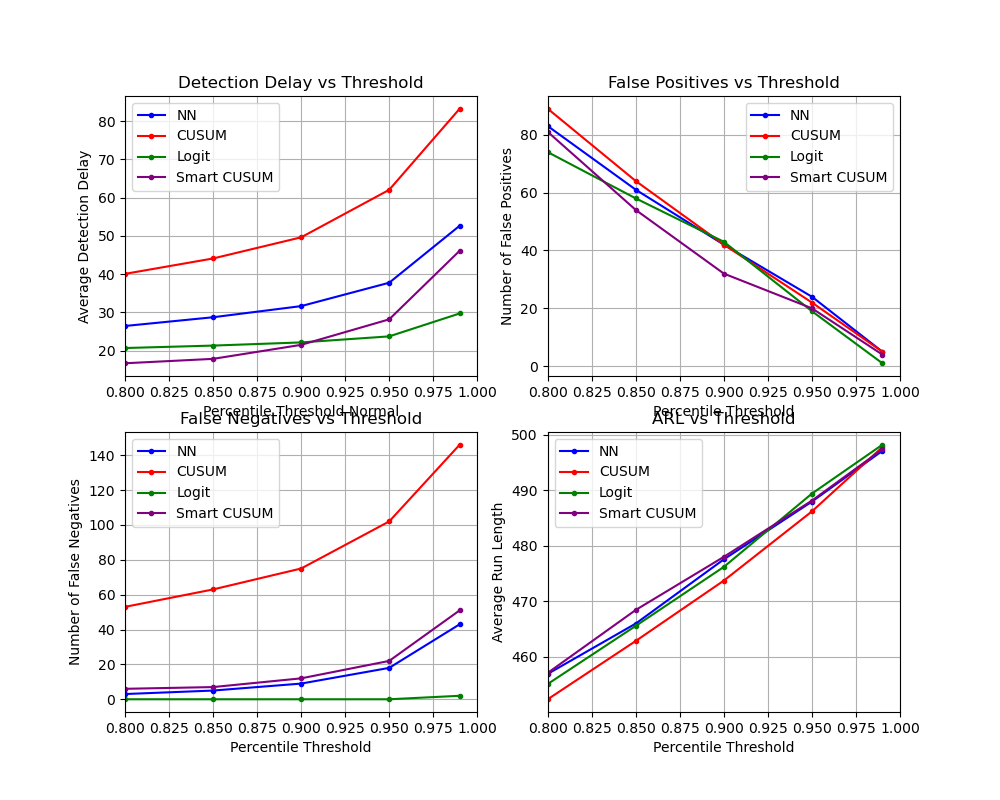 Detection Delay vs Threshold
Average Detection Delay
80
70
60
50
40
30
20
NN
CUSUM
Logit
Smart CUSUM
0.800 0.825 0.850 0.875 0.900 0.925 0.950 0.975 1.000
Percentile Threshold Normal
False Positives vs Threshold
Number of False Positives
80
60
40
20
0
NN
CUSUM
Logit
Smart CUSUM
0.800 0.825 0.850 0.875 0.900 0.925 0.950 0.975 1.000
Percentile Threshold
False Negatives vs Threshold
Number of False Negatives
140
120
100
80
60
40
20
0
NN
CUSUM
Logit
Smart CUSUM
0.800 0.825 0.850 0.875 0.900 0.925 0.950 0.975 1.000
Percentile Threshold
ARL vs Threshold
Average Run Length
500
490
480
470
460
NN
CUSUM
Logit
Smart CUSUM
0.800 0.825 0.850 0.875 0.900 0.925 0.950 0.975 1.000
Percentile Threshold